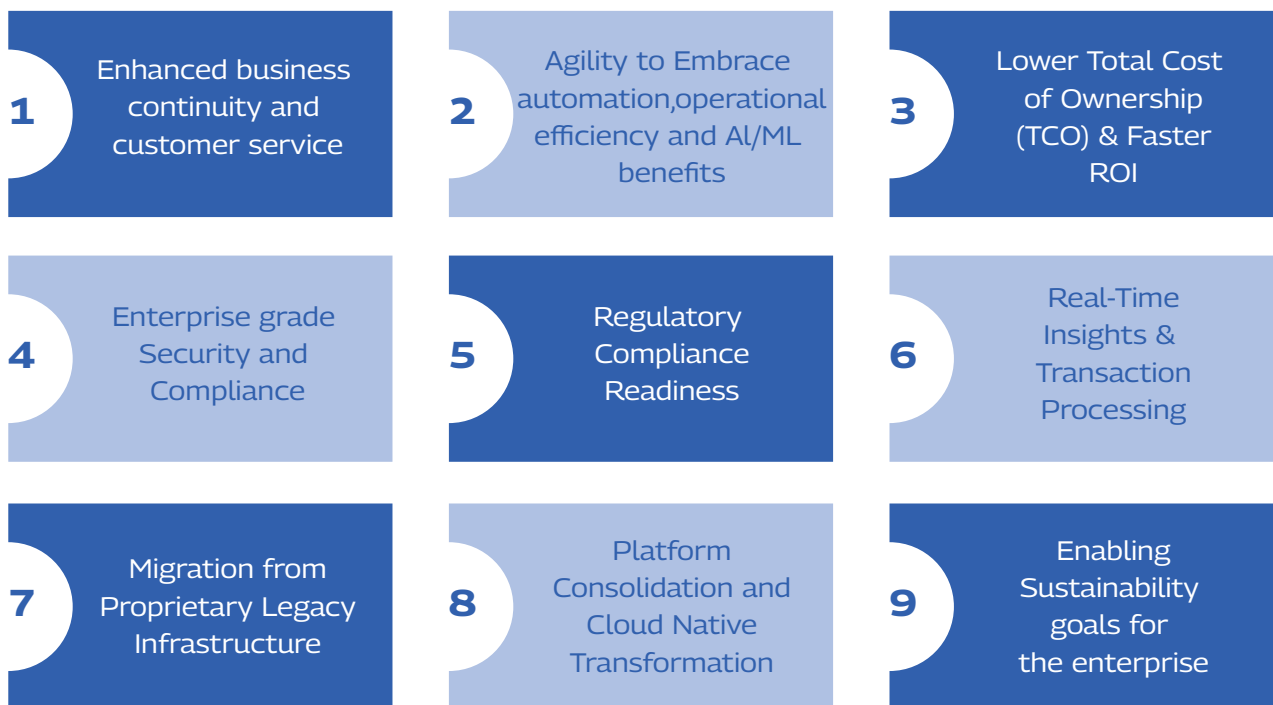 1
Enhanced business
continuity and
customer service
2
Agility to Embrace
automation,operational
efficiency and Al/ML
benefits
3
Lower Total Cost
of Ownership
(TCO) & Faster
ROI
4
Enterprise grade
Security and
Compliance
5
Regulatory
Compliance
Readiness
6
Real-Time
Insights &
Transaction
Processing
7
Migration from
Proprietary Legacy
Infrastructure
8
Platform
Consolidation and
Cloud Native
Transformation
9
Enabling
Sustainability
goals for
the enterprise